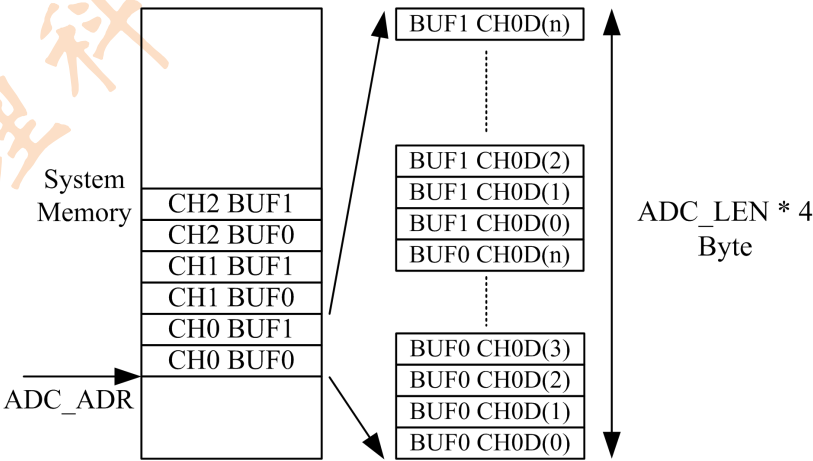 System
Memory
CH2 BUF1
CH2 BUF0
CH1 BUF1
CH1 BUF0
CH0 BUF1
CH0 BUF0
ADC_ADR
BUF1 CH0D(n)
BUF1 CH0D(2)
BUF1 CH0D(1)
BUF1 CH0D(0)
BUF0 CH0D(n)
BUF0 CH0D(3)
BUF0 CH0D(2)
BUF0 CH0D(1)
BUF0 CH0D(0)
ADC_LEN * 4
Byte
理科